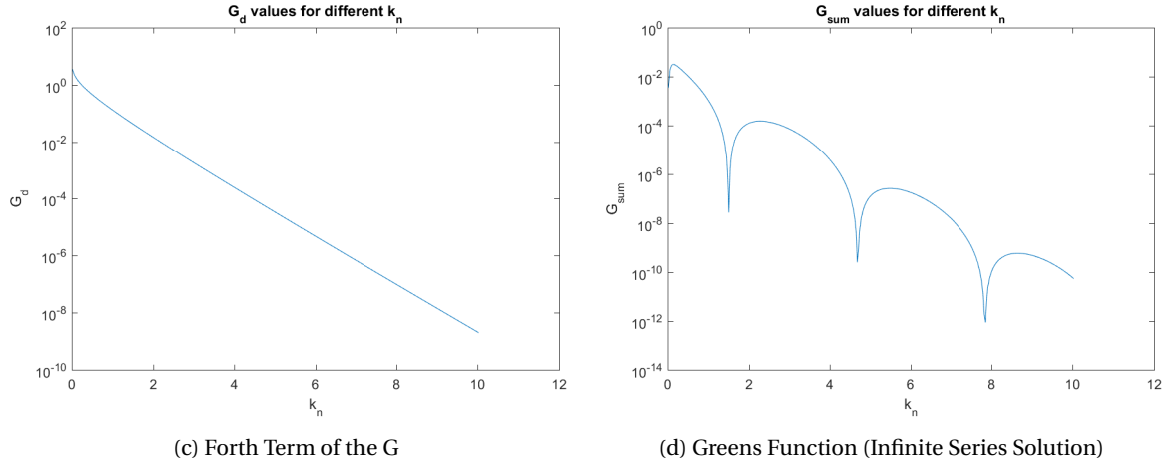 G_d values for different k_n
10^2
10^0
10^-2
10^-4
10^-6
10^-8
10^-10
G_d
0 2 4 6 8 10 12
k_n
(c) Forth Term of the G
G_sum values for different k_n
10^0
10^-2
10^-4
10^-6
10^-8
10^-10
10^-12
10^-14
G_sum
0 2 4 6 8 10 12
k_n
(d) Greens Function (Infinite Series Solution)